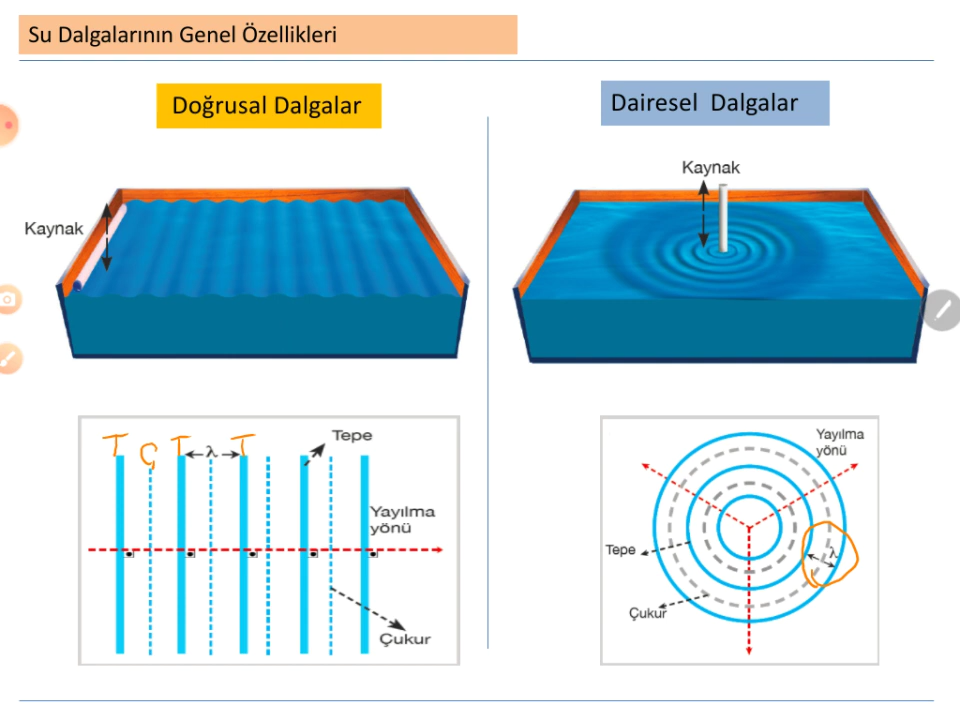 Su Dalgalarının Genel Özellikleri
Doğrusal Dalgalar
Dairesel Dalgalar
Kaynak
Kaynak
T Ç T λ T
Tepe
Yayılma
yönü
Çukur
Yayılma
yönü
Tepe
λ
Çukur